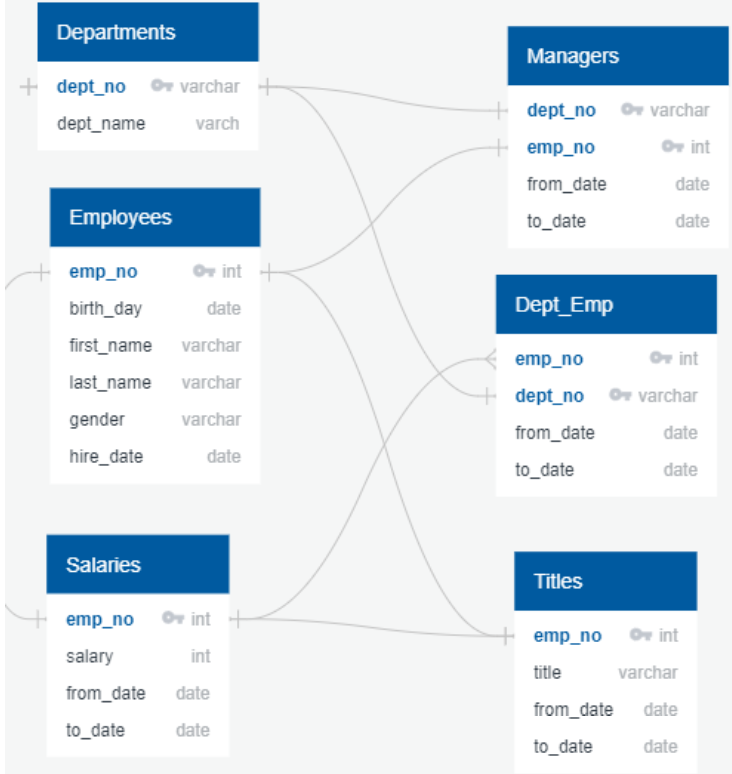 Departments
dept_no varchar
dept_name varch
Managers
dept_no varchar
emp_no int
from_date date
to_date date
Employees
emp_no int
birth_day date
first_name varchar
last_name varchar
gender varchar
hire_date date
Dept_Emp
emp_no int
dept_no varchar
from_date date
to_date date
Salaries
emp_no int
salary int
from_date date
to_date date
Titles
emp_no int
title varchar
from_date date
to_date date